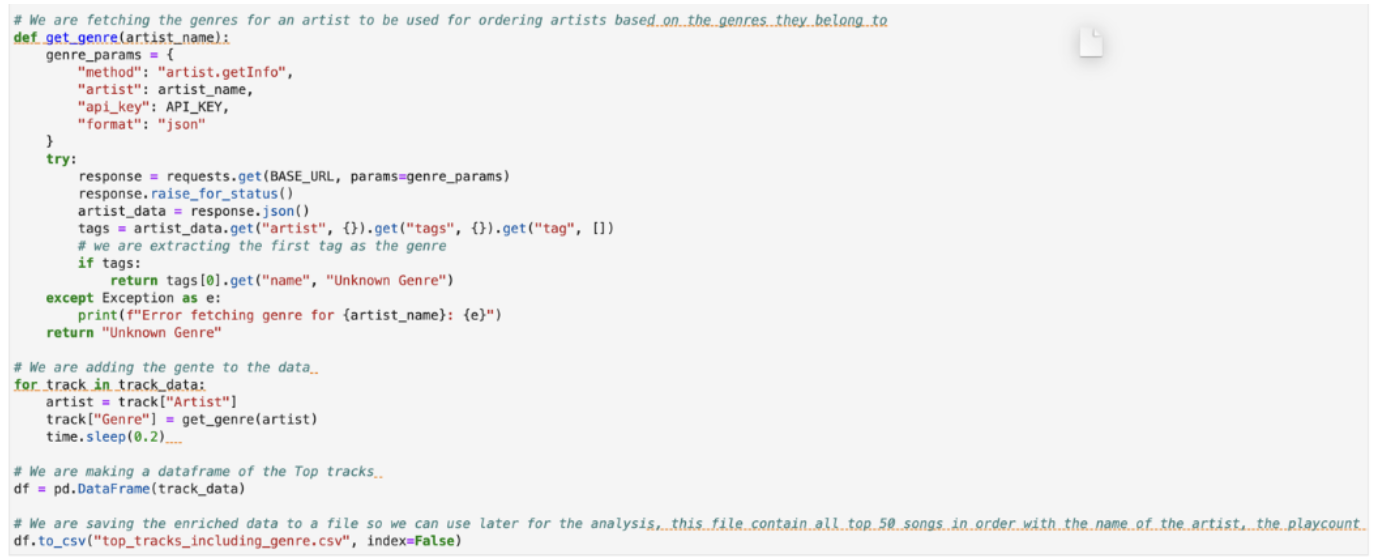 # We are fetching the genres for an artist to be used for ordering artists based on the genres they belong to
def get_genre(artist_name):
    genre_params = {
        "method": "artist.getInfo",
        "artist": artist_name,
        "api_key": API_KEY,
        "format": "json"
    }
    try:
        response = requests.get(BASE_URL, params=genre_params)
        response.raise_for_status()
        artist_data = response.json()
        tags = artist_data.get("artist", {}).get("tags", {}).get("tag", [])
        # we are extracting the first tag as the genre
        if tags:
            return tags[0].get("name", "Unknown Genre")
    except Exception as e:
        print(f"Error fetching genre for {artist_name}: {e}")
    return "Unknown Genre"

# We are adding the gente to the data
for track in track_data:
    artist = track["Artist"]
    track["Genre"] = get_genre(artist)
    time.sleep(0.2)

# We are making a dataframe of the Top tracks
df = pd.DataFrame(track_data)

# We are saving the enriched data to a file so we can use later for the analysis, this file contain all top 50 songs in order with the name of the artist, the playcount
df.to_csv("top_tracks_including_genre.csv", index=False)